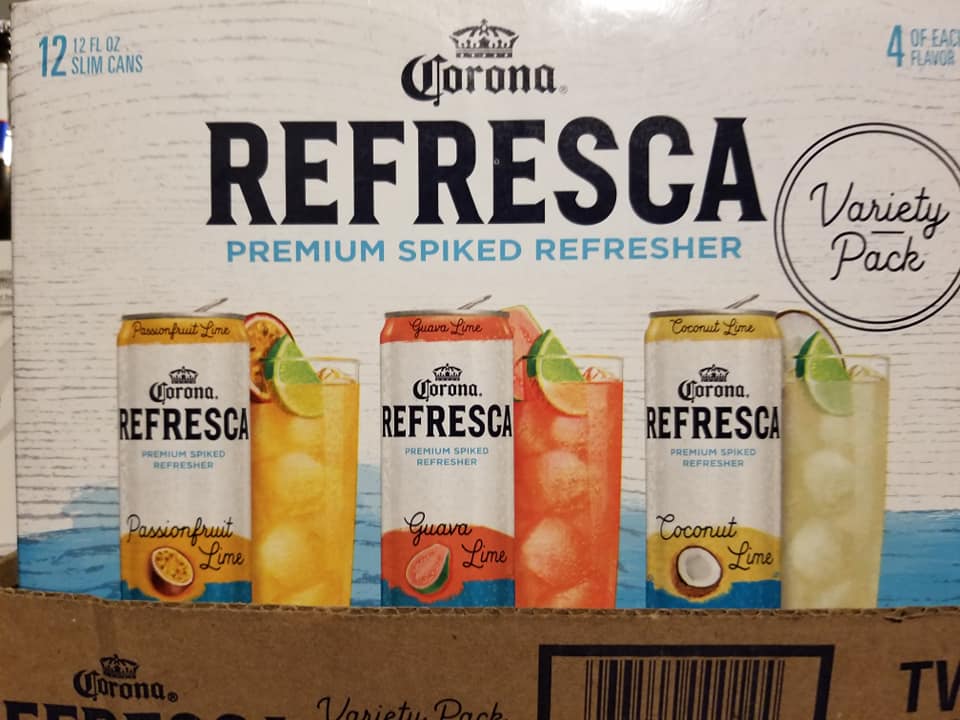 12 12 FL OZ
SLIM CANS
Corona®
4 OF EACH
FLAVOR
REFRESCA
PREMIUM SPIKED REFRESHER
Variety
Pack
Passionfruit Lime
Corona.
REFRESCA
PREMIUM SPIKED
REFRESHER
Passionfruit
Lime
Guava Lime
Corona.
REFRESCA
PREMIUM SPIKED
REFRESHER
Guava
Lime
Coconut Lime
Corona.
REFRESCA
PREMIUM SPIKED
REFRESHER
Coconut
Lime
Corona®
REFRESCA
Variety Pack
TW